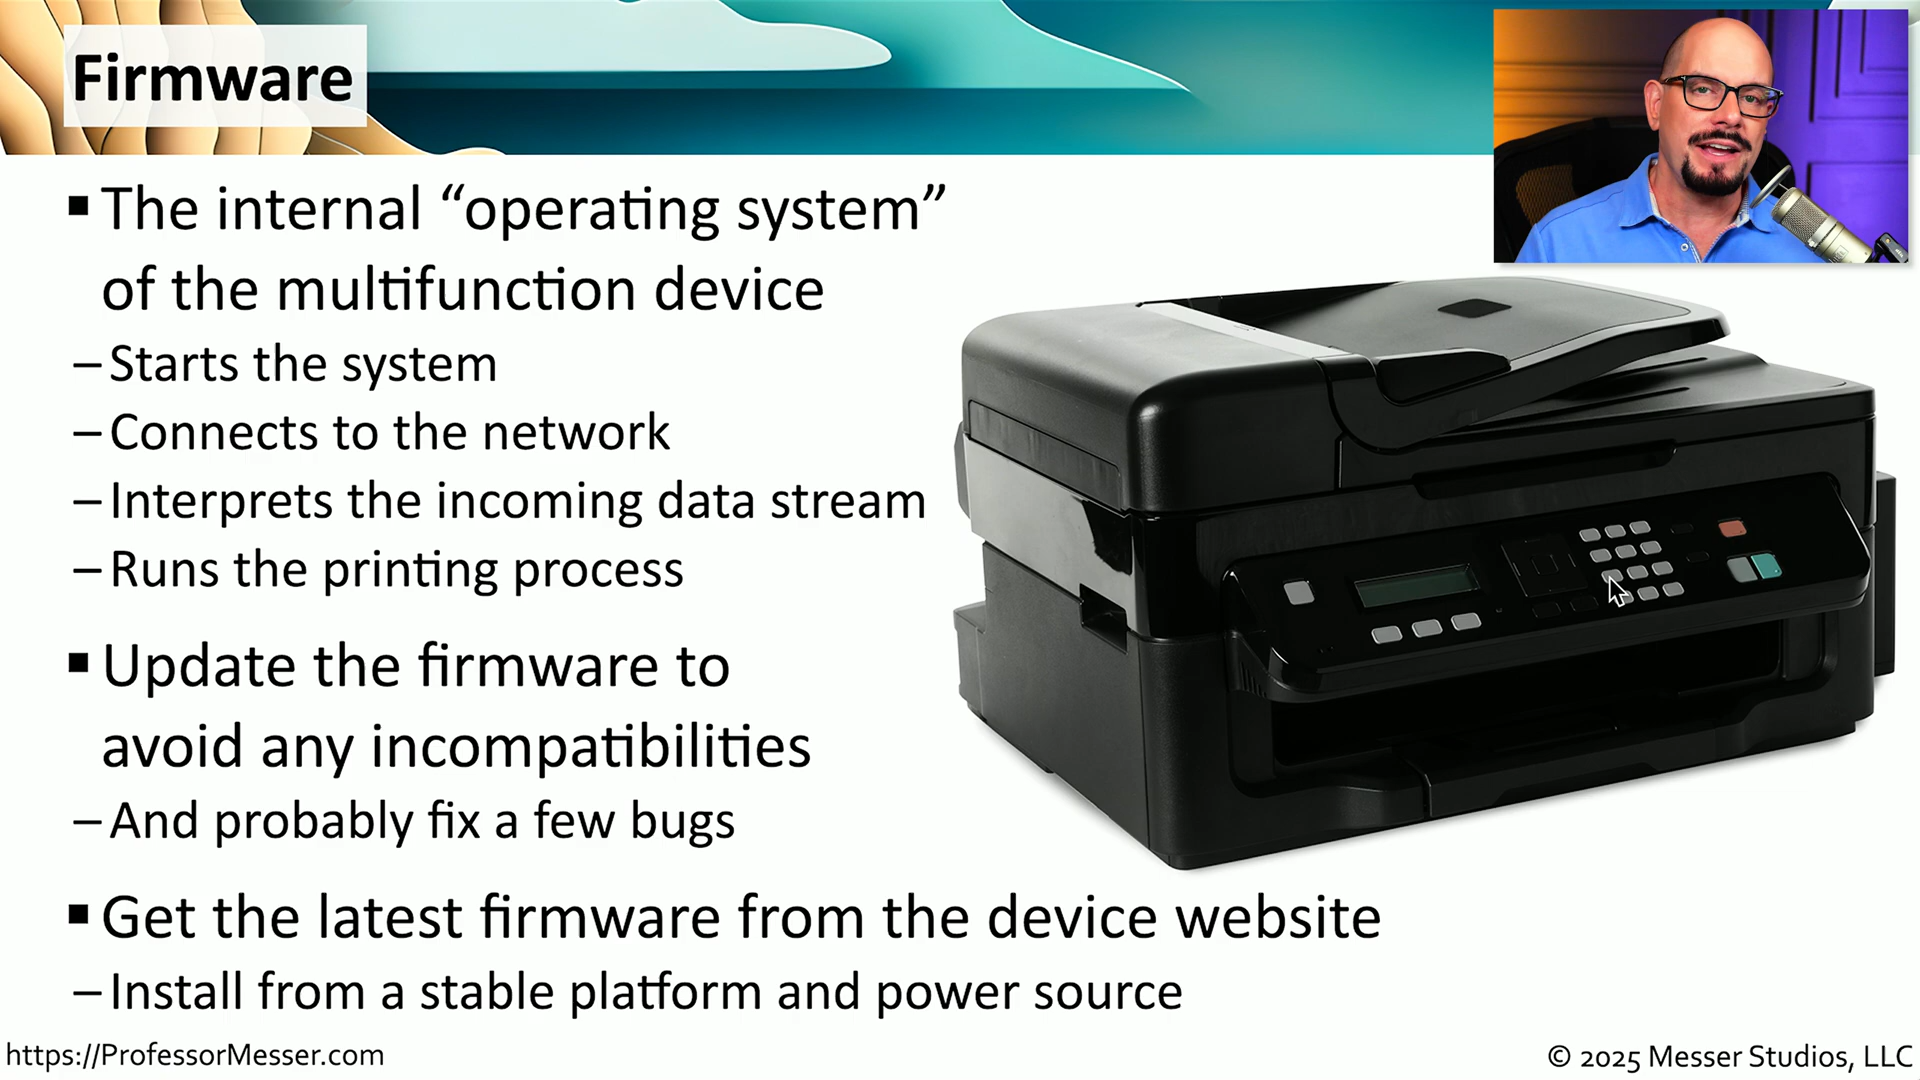 Firmware
▪ The internal “operating system”
of the multifunction device
– Starts the system
– Connects to the network
– Interprets the incoming data stream
– Runs the printing process
▪ Update the firmware to
avoid any incompatibilities
– And probably fix a few bugs
▪ Get the latest firmware from the device website
– Install from a stable platform and power source
https://ProfessorMesser.com
© 2025 Messer Studios, LLC